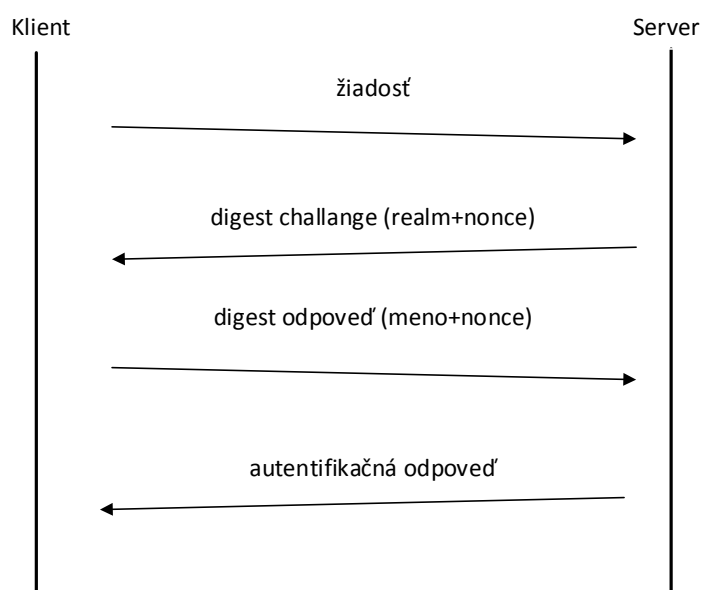 Klient
Server
žiadosť
digest challange (realm+nonce)
digest odpoveď (meno+nonce)
autentifikačná odpoveď